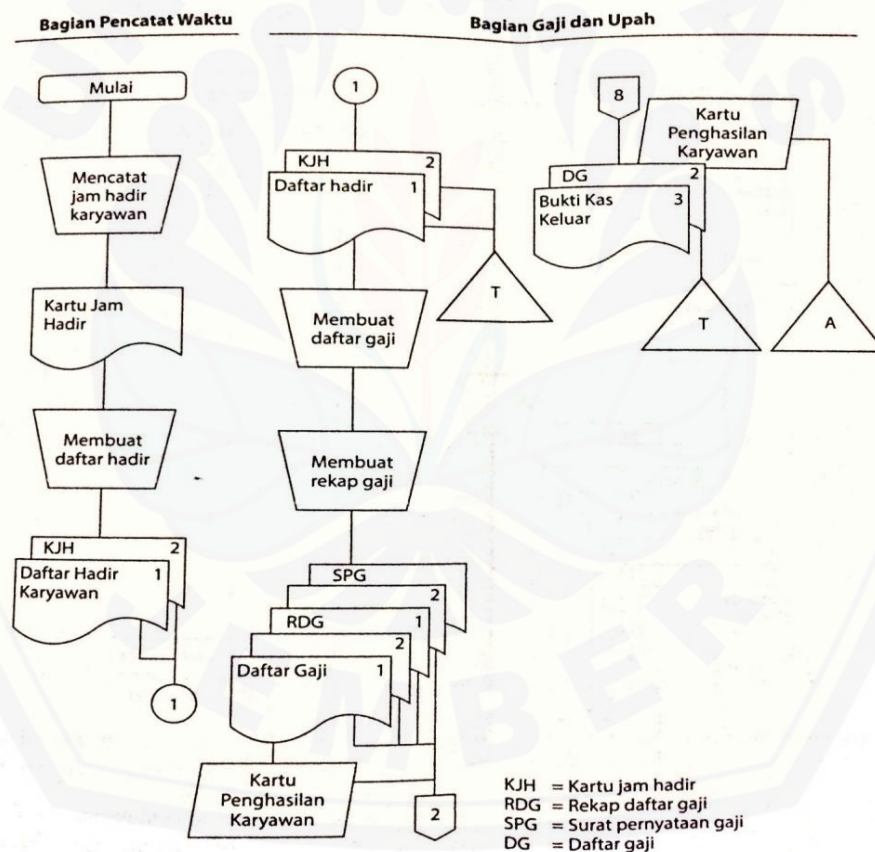 Bagian Pencatat Waktu
Mulai
Mencatat
jam hadir
karyawan
Kartu Jam
Hadir
Membuat
daftar hadir
KJH 2
Daftar Hadir 1
Karyawan
1
Bagian Gaji dan Upah
1
KJH 2
Daftar hadir 1
T
Membuat
daftar gaji
Membuat
rekap gaji
SPG
2
RDG 1
2
Daftar Gaji 1
Kartu
Penghasilan
Karyawan
2
8
Kartu
Penghasilan
Karyawan
DG 2
Bukti Kas 3
Keluar
T
A
KJH = Kartu jam hadir
RDG = Rekap daftar gaji
SPG = Surat pernyataan gaji
DG = Daftar gaji
JEMBER